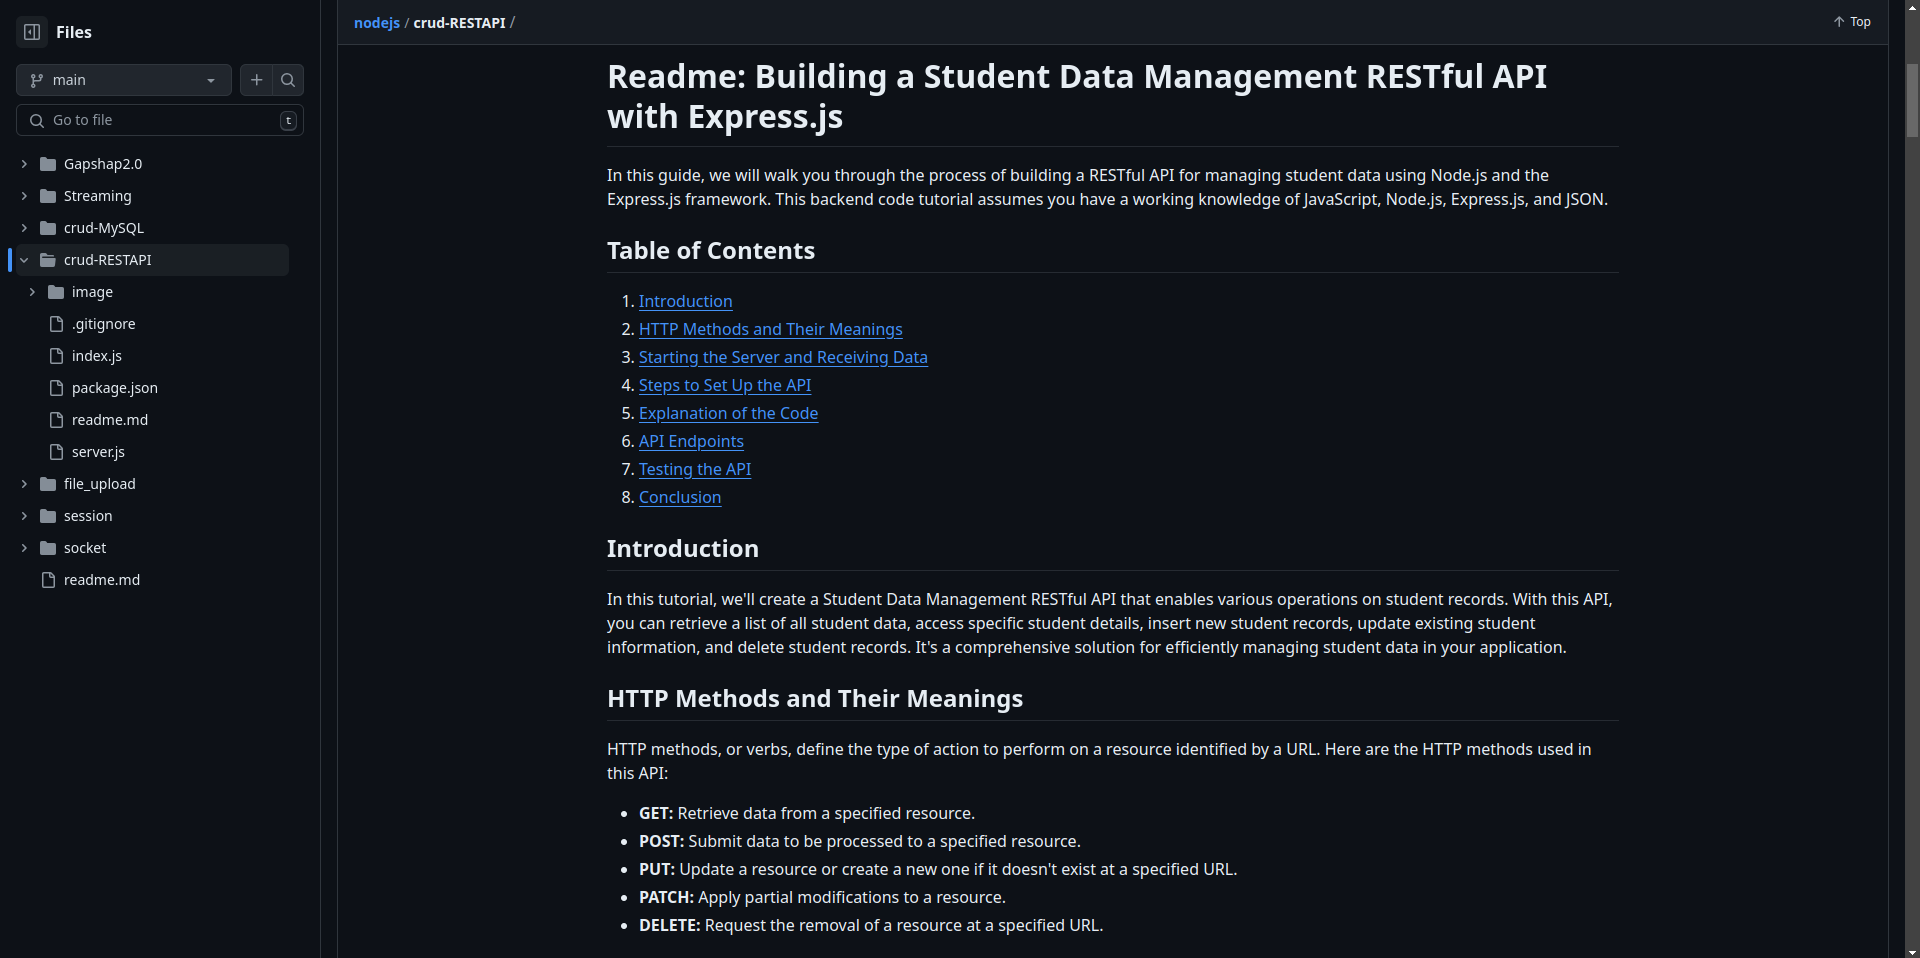 Files
main
Go to file
t
Gapshap2.0
Streaming
crud-MySQL
crud-RESTAPI
image
.gitignore
index.js
package.json
readme.md
server.js
file_upload
session
socket
readme.md
nodejs / crud-RESTAPI /
Top
Readme: Building a Student Data Management RESTful API
with Express.js
In this guide, we will walk you through the process of building a RESTful API for managing student data using Node.js and the
Express.js framework. This backend code tutorial assumes you have a working knowledge of JavaScript, Node.js, Express.js, and JSON.
Table of Contents
1. Introduction
2. HTTP Methods and Their Meanings
3. Starting the Server and Receiving Data
4. Steps to Set Up the API
5. Explanation of the Code
6. API Endpoints
7. Testing the API
8. Conclusion
Introduction
In this tutorial, we'll create a Student Data Management RESTful API that enables various operations on student records. With this API,
you can retrieve a list of all student data, access specific student details, insert new student records, update existing student
information, and delete student records. It's a comprehensive solution for efficiently managing student data in your application.
HTTP Methods and Their Meanings
HTTP methods, or verbs, define the type of action to perform on a resource identified by a URL. Here are the HTTP methods used in
this API:
• GET: Retrieve data from a specified resource.
• POST: Submit data to be processed to a specified resource.
• PUT: Update a resource or create a new one if it doesn't exist at a specified URL.
• PATCH: Apply partial modifications to a resource.
• DELETE: Request the removal of a resource at a specified URL.